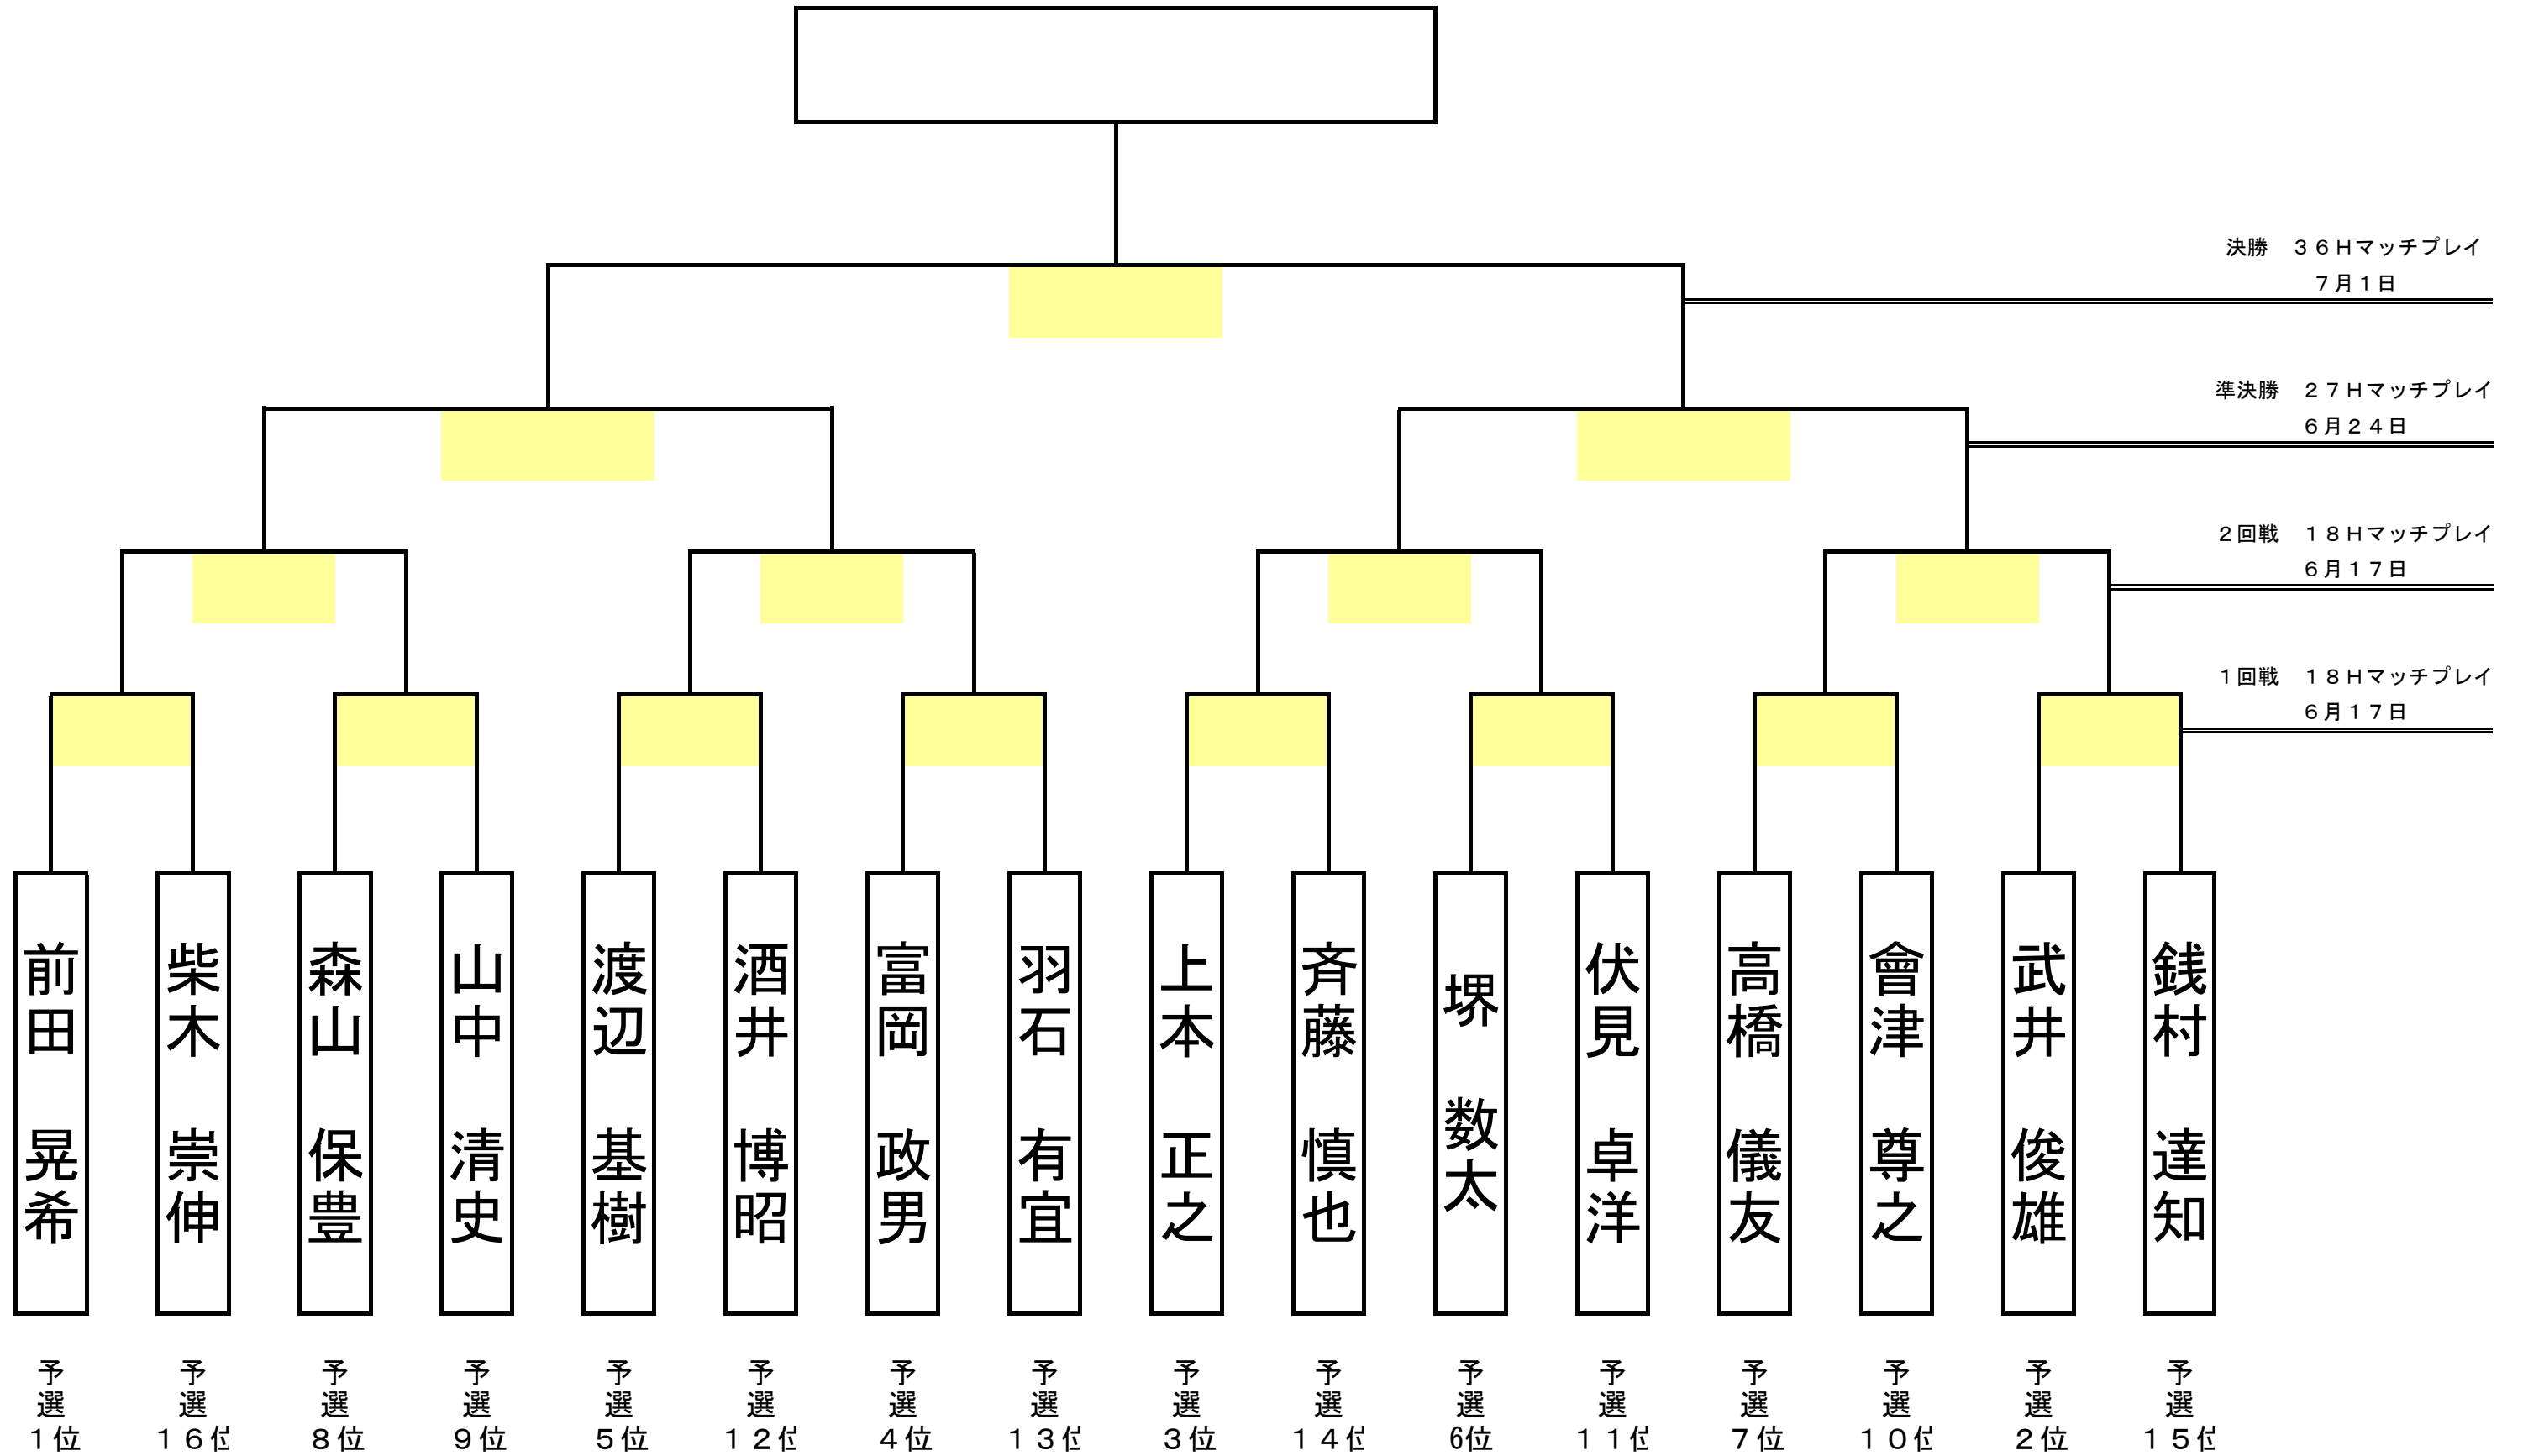 決勝　３６Ｈマッチプレイ
７月１日
準決勝　２７Ｈマッチプレイ
６月２４日
２回戦　１８Ｈマッチプレイ
６月１７日
１回戦　１８Ｈマッチプレイ
６月１７日
前田　晃希
柴木　崇伸
森山　保豊
山中　清史
渡辺　基樹
酒井　博昭
富岡　政男
羽石　有宜
上本　正之
斉藤　慎也
堺　数太
伏見　卓洋
高橋　儀友
會津　尊之
武井　俊雄
銭村　達知
予選１位
予選１６位
予選８位
予選９位
予選５位
予選１２位
予選４位
予選１３位
予選３位
予選１４位
予選6位
予選１１位
予選７位
予選１０位
予選２位
予選１５位